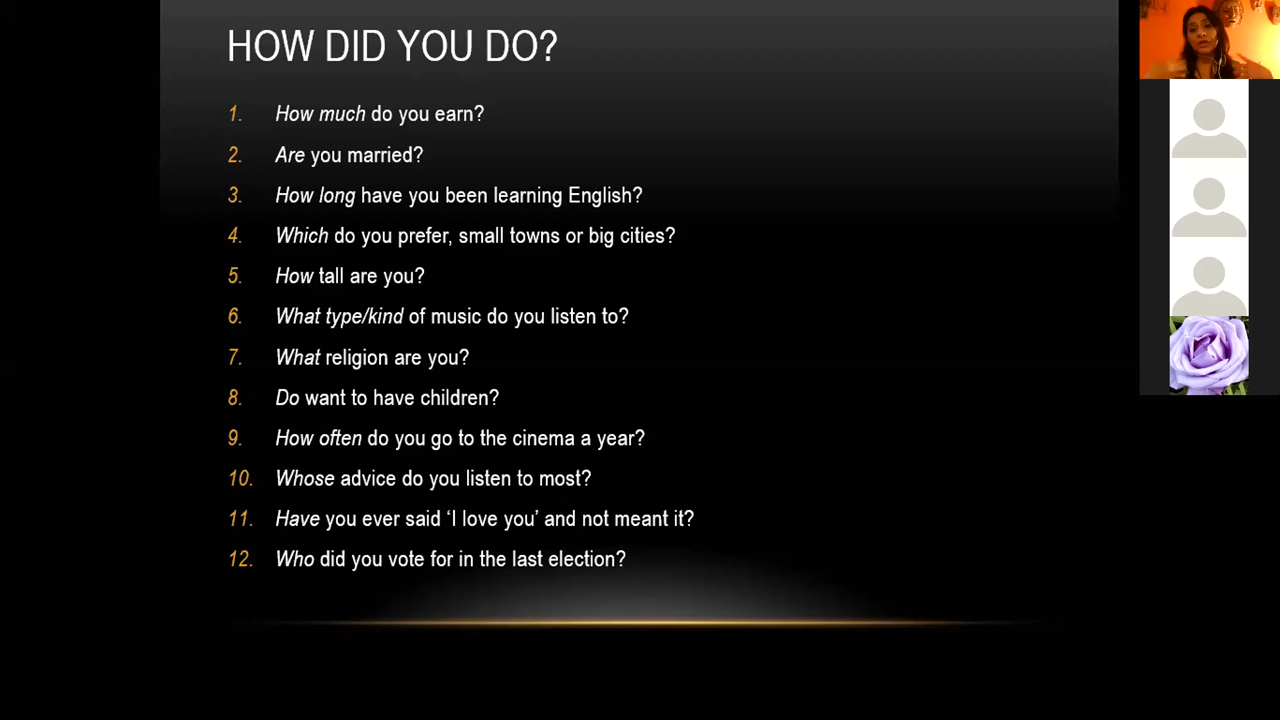 HOW DID YOU DO?
1. How much do you earn?
2. Are you married?
3. How long have you been learning English?
4. Which do you prefer, small towns or big cities?
5. How tall are you?
6. What type/kind of music do you listen to?
7. What religion are you?
8. Do want to have children?
9. How often do you go to the cinema a year?
10. Whose advice do you listen to most?
11. Have you ever said ‘I love you’ and not meant it?
12. Who did you vote for in the last election?